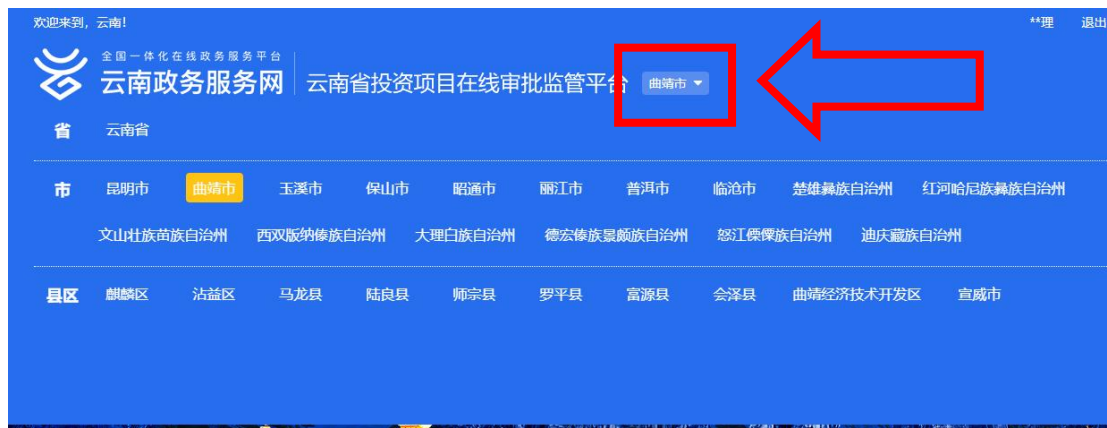 欢迎来到，云南！
**理 退出
全国一体化在线政务服务平台
云南政务服务网 云南省投资项目在线审批监管平台 曲靖市
省 云南省
市 昆明市 曲靖市 玉溪市 保山市 昭通市 丽江市 普洱市 临沧市 楚雄彝族自治州 红河哈尼族彝族自治州
文山壮族苗族自治州 西双版纳傣族自治州 大理白族自治州 德宏傣族景颇族自治州 怒江傈僳族自治州 迪庆藏族自治州
县区 麒麟区 沾益区 马龙县 陆良县 师宗县 罗平县 富源县 会泽县 曲靖经济技术开发区 宣威市